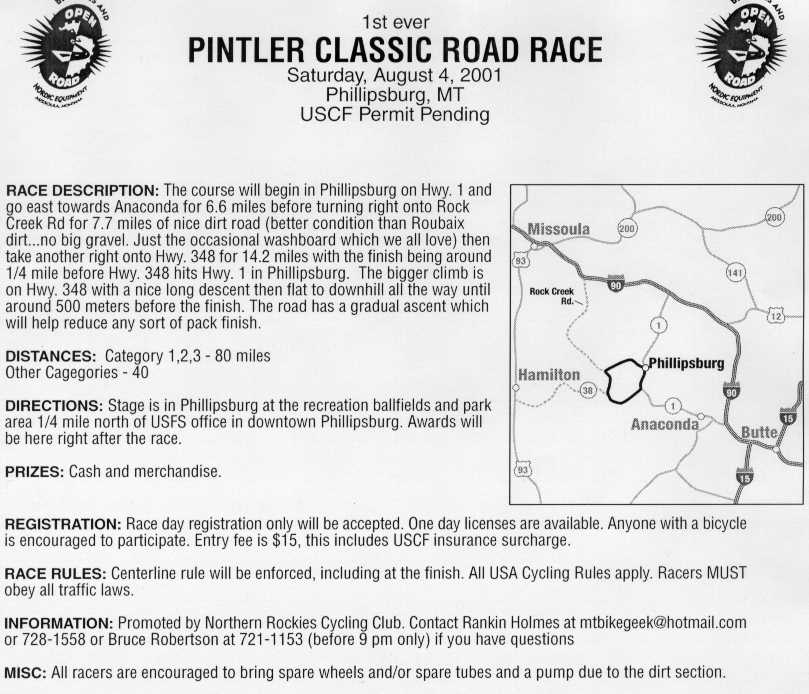 1st ever
PINTLER CLASSIC ROAD RACE
Saturday, August 4, 2001
Phillipsburg, MT
USCF Permit Pending
AND
OPEN
ROAD
NORDIC EQUIPMENT
MISSOULA, MONTANA
OPEN
ROAD
NORDIC EQUIPMENT
MISSOULA, MONTANA
RACE DESCRIPTION: The course will begin in Phillipsburg on Hwy. 1 and
go east towards Anaconda for 6.6 miles before turning right onto Rock
Creek Rd for 7.7 miles of nice dirt road (better condition than Roubaix
dirt...no big gravel. Just the occasional washboard which we all love) then
take another right onto Hwy. 348 for 14.2 miles with the finish being around
1/4 mile before Hwy. 348 hits Hwy. 1 in Phillipsburg. The bigger climb is
on Hwy. 348 with a nice long descent then flat to downhill all the way until
around 500 meters before the finish. The road has a gradual ascent which
will help reduce any sort of pack finish.
DISTANCES: Category 1,2,3 - 80 miles
Other Cagegories - 40
DIRECTIONS: Stage is in Phillipsburg at the recreation ballfields and park
area 1/4 mile north of USFS office in downtown Phillipsburg. Awards will
be here right after the race.
PRIZES: Cash and merchandise.
Missoula
200
200
93
90
141
Rock Creek
Rd.
1
12
Phillipsburg
Hamilton
38
90
1
15
Anaconda
Butte
93
15
REGISTRATION: Race day registration only will be accepted. One day licenses are available. Anyone with a bicycle
is encouraged to participate. Entry fee is $15, this includes USCF insurance surcharge.
RACE RULES: Centerline rule will be enforced, including at the finish. All USA Cycling Rules apply. Racers MUST
obey all traffic laws.
INFORMATION: Promoted by Northern Rockies Cycling Club. Contact Rankin Holmes at mtbikegeek@hotmail.com
or 728-1558 or Bruce Robertson at 721-1153 (before 9 pm only) if you have questions
MISC: All racers are encouraged to bring spare wheels and/or spare tubes and a pump due to the dirt section.